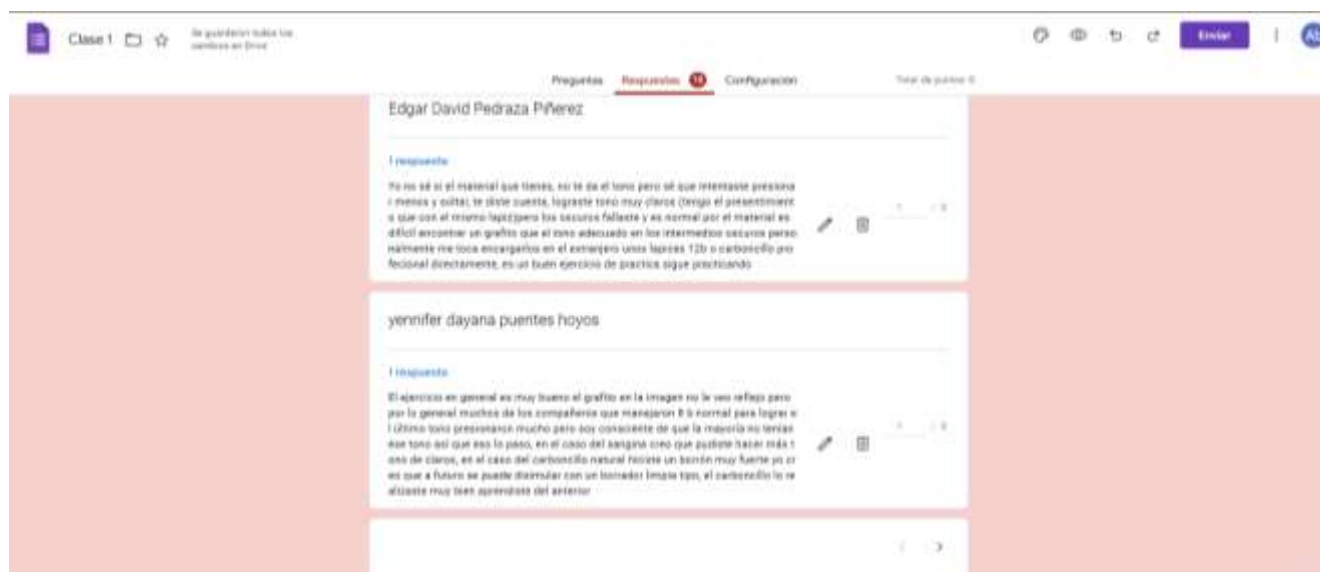 Clase 1
Se guardaron todos los
cambios en Drive
Enviar
Preguntas Respuestas Configuración Total de puntos: 0
Edgar David Pedraza Piñerez
1 respuesta
Yo no sé si el material que tienes, no te da el tono pero sé que intentaste presiona
r menos y soltar, te diste cuenta, lograste tono muy claros (tengo el presentimient
o que con el mismo lapiz)pero los oscuros fallaste y es normal por el material es
difícil encontrar un grafito que el tono adecuado en los intermedios oscuros perso
nalmente me toca encargarlos en el extranjero unos lapices 12b o carboncillo pro
fecional directamente, es un buen ejercicio de practica sigue practicando
yennifer dayana puentes hoyos
1 respuesta
El ejercicio en general es muy bueno el grafito en la imagen no le veo reflejo pero
por lo general muchos de los compañeros que manejaron 8 b normal para lograr e
l último tono presionaron mucho pero soy consciente de que la mayoría no tenían
ese tono así que eso lo paso, en el caso del sangina creo que pudiste hacer más t
ono de claros, en el caso del carboncillo natural hiciste un borrón muy fuerte yo cr
eo que a futuro se puede disimular con un borrador limpia tipo, el carboncillo lo re
alizaste muy bien aprendiste del anterior